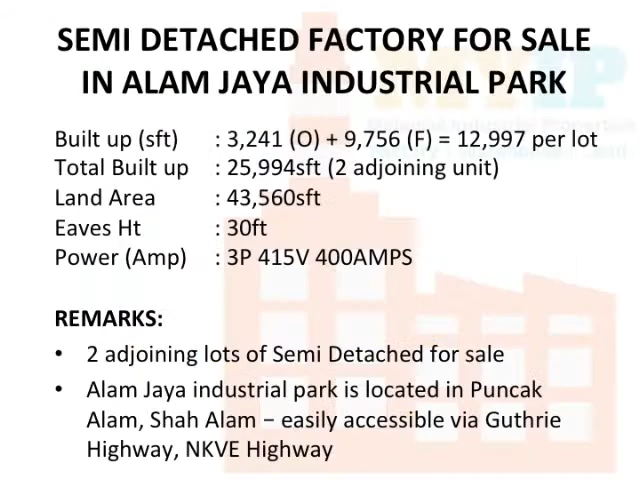 SEMI DETACHED FACTORY FOR SALE
IN ALAM JAYA INDUSTRIAL PARK
MYIP
Built up (sft) : 3,241 (O) + 9,756 (F) = 12,997 per lot
Total Built up : 25,994sft (2 adjoining unit)
Land Area : 43,560sft
Eaves Ht : 30ft
Power (Amp) : 3P 415V 400AMPS
REMARKS:
• 2 adjoining lots of Semi Detached for sale
• Alam Jaya industrial park is located in Puncak
Alam, Shah Alam – easily accessible via Guthrie
Highway, NKVE Highway